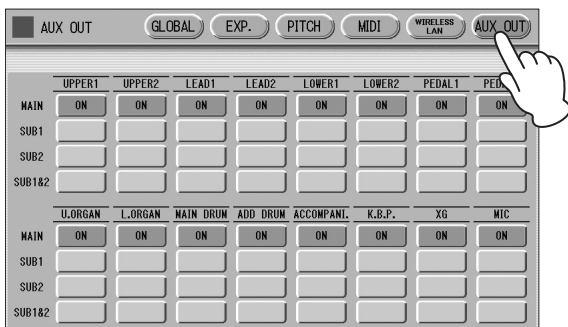 AUX OUT GLOBAL EXP. PITCH MIDI WIRELESS LAN AUX OUT
UPPER1 UPPER2 LEAD1 LEAD2 LOWER1 LOWER2 PEDAL1
MAIN ON ON ON ON ON ON ON ON
SUB1
SUB2
SUB1&2
U.ORGAN L.ORGAN MAIN DRUM ADD DRUM ACCOMPANI. K.B.P. XG MIC
MAIN ON ON ON ON ON ON ON ON
SUB1
SUB2
SUB1&2